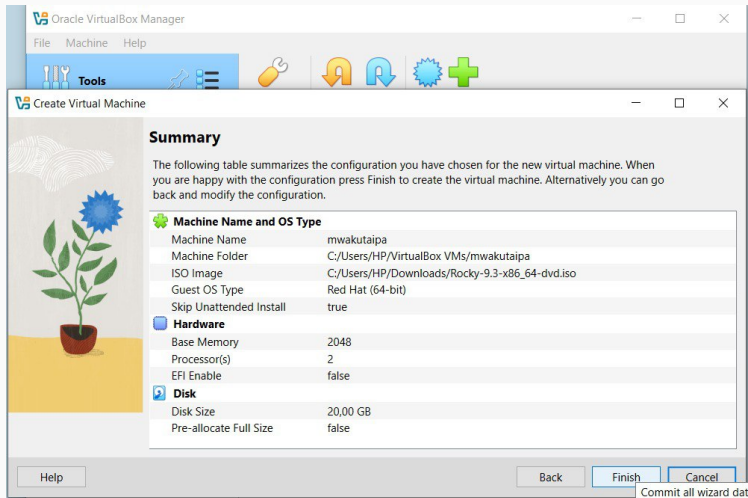 Oracle VirtualBox Manager
File Machine Help
Tools
Create Virtual Machine
Summary
The following table summarizes the configuration you have chosen for the new virtual machine. When
you are happy with the configuration press Finish to create the virtual machine. Alternatively you can go
back and modify the configuration.
Machine Name and OS Type
Machine Name mwakutaipa
Machine Folder C:/Users/HP/VirtualBox VMs/mwakutaipa
ISO Image C:/Users/HP/Downloads/Rocky-9.3-x86_64-dvd.iso
Guest OS Type Red Hat (64-bit)
Skip Unattended Install true
Hardware
Base Memory 2048
Processor(s) 2
EFI Enable false
Disk
Disk Size 20,00 GB
Pre-allocate Full Size false
Help Back Finish Cancel
Commit all wizard dat